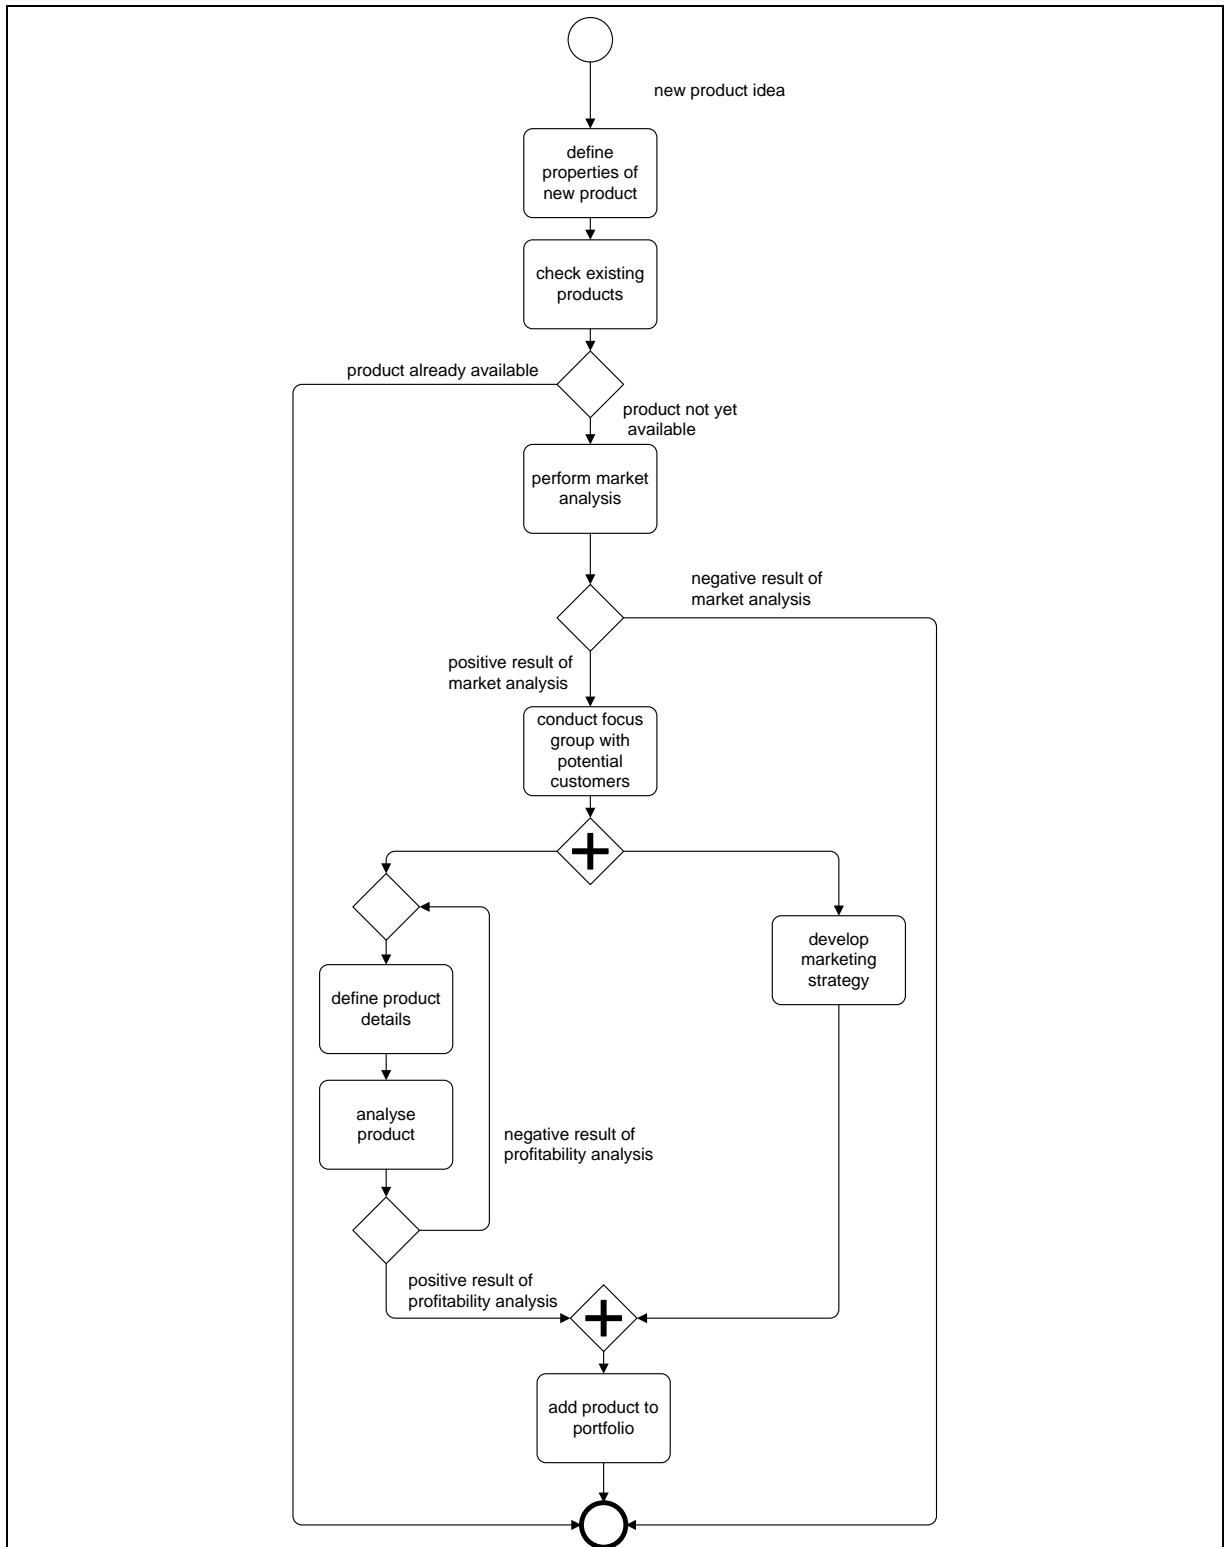 new product idea
define
properties of
new product
check existing
products
product already available
product not yet
available
perform market
analysis
negative result of
market analysis
positive result of
market analysis
conduct focus
group with
potential
customers
develop
marketing
strategy
define product
details
analyse
product
negative result of
profitability analysis
positive result of
profitability analysis
add product to
portfolio